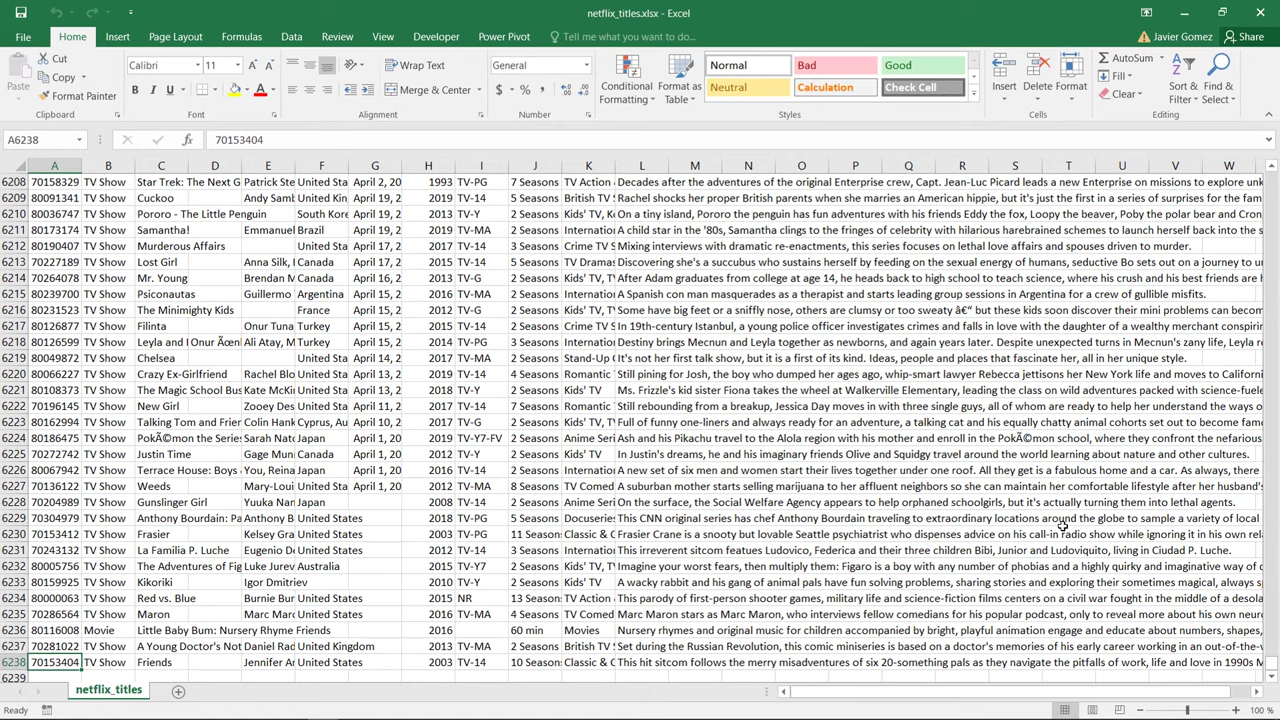 netflix_titles.xlsx - Excel
File Home Insert Page Layout Formulas Data Review View Developer Power Pivot Tell me what you want to do... Javier Gomez Share
Paste Cut Copy Format Painter Clipboard
Calibri 11 Font
Wrap Text Merge & Center Alignment
General Number
Conditional Formatting Format as Table Normal Bad Good Neutral Calculation Check Cell Styles
Insert Delete Format Cells
AutoSum Fill Clear Sort & Filter Find & Select Editing
A6238 70153404
A B C D E F G H I J K L M N O P Q R S T U V W
6208 70158329 TV Show Star Trek: The Next G Patrick Ste United Sta April 2, 20 1993 TV-PG 7 Seasons TV Action Decades after the adventures of the original Enterprise crew, Capt. Jean-Luc Picard leads a new Enterprise on missions to explore unk
6209 80091341 TV Show Cuckoo Andy Samb United Kin April 19, 2 2019 TV-14 5 Seasons British TV Rachel shocks her proper British parents when she marries an American hippie, but it's just the first in a series of surprises for the fam
6210 80036747 TV Show Pororo - The Little Penguin South Kore April 19, 2 2013 TV-Y 2 Seasons Kids' TV, K On a tiny island, Pororo the penguin has fun adventures with his friends Eddy the fox, Loopy the beaver, Poby the polar bear and Cron
6211 80173174 TV Show Samantha! Emmanuel Brazil April 19, 2 2019 TV-MA 2 Seasons Internation A child star in the '80s, Samantha clings to the fringes of celebrity with hilarious harebrained schemes to launch herself back into the s
6212 80190407 TV Show Murderous Affairs United Sta April 18, 2 2017 TV-14 3 Seasons Crime TV S Mixing interviews with dramatic re-enactments, this series focuses on lethal love affairs and spouses driven to murder.
6213 70227189 TV Show Lost Girl Anna Silk, Canada April 17, 2 2015 TV-14 5 Seasons TV Dramas Discovering she's a succubus who sustains herself by feeding on the sexual energy of humans, seductive Bo sets out on a journey to
6214 70264078 TV Show Mr. Young Brendan M Canada April 16, 2 2013 TV-G 2 Seasons Kids' TV, T After Adam graduates from college at age 14, he heads back to high school to teach science, where his crush and his best friends are
6215 80239700 TV Show Psiconautas Guillermo Argentina April 15, 2 2016 TV-MA 2 Seasons Internation A Spanish con man masquerades as a therapist and starts leading group sessions in Argentina for a crew of gullible misfits.
6216 80231523 TV Show The Minimighty Kids France April 15, 2 2012 TV-G 2 Seasons Kids' TV, T Some have big feet or a sniffly nose, others are clumsy or too sweaty â€“ but these kids soon discover their mini problems can becom
6217 80126877 TV Show Filinta Onur Tuna Turkey April 15, 2 2015 TV-14 2 Seasons Crime TV S In 19th-century Istanbul, a young police officer investigates crimes and falls in love with the daughter of a wealthy merchant conspirin
6218 80126599 TV Show Leyla and Onur Ãœnl Ali Atay, M Turkey April 15, 2 2014 TV-PG 3 Seasons Internation Destiny brings Mecnun and Leyla together as newborns, and again years later. Despite unexpected turns in Mecnun's zany life, Leyla re
6219 80049872 TV Show Chelsea United Sta April 14, 2 2017 TV-MA 2 Seasons Stand-Up C It's not her first talk show, but it is a first of its kind. Ideas, people and places that fascinate her, all in her unique style.
6220 80066227 TV Show Crazy Ex-Girlfriend Rachel Blo United Sta April 13, 2 2019 TV-14 4 Seasons Romantic Still pining for Josh, the boy who dumped her ages ago, whip-smart lawyer Rebecca jettisons her New York life and moves to Californ
6221 80108373 TV Show The Magic School Bus Kate McKin United Sta April 13, 2 2018 TV-Y 2 Seasons Kids' TV Ms. Frizzle's kid sister Fiona takes the wheel at Walkerville Elementary, leading the class on wild adventures packed with science-fuele
6222 70196145 TV Show New Girl Zooey Des United Sta April 11, 2 2017 TV-14 7 Seasons Romantic Still rebounding from a breakup, Jessica Day moves in with three single guys, all of whom are ready to help her understand the ways o
6223 80162994 TV Show Talking Tom and Frien Colin Hank Cyprus, Au April 10, 2 2017 TV-G 2 Seasons Kids' TV, T Full of funny one-liners and always ready for an adventure, a talking cat and his equally chatty animal cohorts set out to become famo
6224 80186475 TV Show PokÃ©mon the Series Sarah Nato Japan April 1, 20 2019 TV-Y7-FV 2 Seasons Anime Seri Ash and his Pikachu travel to the Alola region with his mother and enroll in the PokÃ©mon school, where they confront the nefarious
6225 70272742 TV Show Justin Time Gage Mun Canada April 1, 20 2012 TV-Y 2 Seasons Kids' TV In Justin's dreams, he and his imaginary friends Olive and Squidgy travel around the world learning about nature and other cultures.
6226 80067942 TV Show Terrace House: Boys & You, Reina Japan April 1, 20 2016 TV-14 2 Seasons Internation A new set of six men and women start their lives together under one roof. All they get is a fabulous home and a car. As always, there
6227 70136122 TV Show Weeds Mary-Loui United Sta April 1, 20 2012 TV-MA 8 Seasons TV Comed A suburban mother starts selling marijuana to her affluent neighbors so she can maintain her comfortable lifestyle after her husband's
6228 70204989 TV Show Gunslinger Girl Yuuka Nan Japan 2008 TV-14 2 Seasons Anime Seri On the surface, the Social Welfare Agency appears to help orphaned schoolgirls, but it's actually turning them into lethal agents.
6229 70304979 TV Show Anthony Bourdain: Pa Anthony B United States 2018 TV-PG 5 Seasons Docuseries This CNN original series has chef Anthony Bourdain traveling to extraordinary locations around the globe to sample a variety of local
6230 70153412 TV Show Frasier Kelsey Gra United States 2003 TV-PG 11 Seasons Classic & C Frasier Crane is a snooty but lovable Seattle psychiatrist who dispenses advice on his call-in radio show while ignoring it in his own rela
6231 70243132 TV Show La Familia P. Luche Eugenio De United States 2012 TV-14 3 Seasons Internation This irreverent sitcom featues Ludovico, Federica and their three children Bibi, Junior and Ludoviquito, living in Ciudad P. Luche.
6232 80005756 TV Show The Adventures of Fig Luke Jurev Australia 2015 TV-Y7 2 Seasons Kids' TV, T Imagine your worst fears, then multiply them: Figaro is a boy with any number of phobias and a highly quirky and imaginative way of
6233 80159925 TV Show Kikoriki Igor Dmitriev 2010 TV-Y 2 Seasons Kids' TV A wacky rabbit and his gang of animal pals have fun solving problems, sharing stories and exploring their sometimes magical, always s
6234 80000063 TV Show Red vs. Blue Burnie Bur United States 2015 NR 13 Seasons TV Action This parody of first-person shooter games, military life and science-fiction films centers on a civil war fought in the middle of a desola
6235 70286564 TV Show Maron Marc Maro United States 2016 TV-MA 4 Seasons TV Comed Marc Maron stars as Marc Maron, who interviews fellow comedians for his popular podcast, only to reveal more about his own neuro
6236 80116008 Movie Little Baby Bum: Nursery Rhyme Friends 2016 60 min Movies Nursery rhymes and original music for children accompanied by bright, playful animation engage and educate about numbers, shapes,
6237 70281022 TV Show A Young Doctor's Not Daniel Rad United Kingdom 2013 TV-MA 2 Seasons British TV Set during the Russian Revolution, this comic miniseries is based on a doctor's memories of his early career working in an out-of-the-
6238 70153404 TV Show Friends Jennifer An United States 2003 TV-14 10 Seasons Classic & C This hit sitcom follows the merry misadventures of six 20-something pals as they navigate the pitfalls of work, life and love in 1990s M
6239
netflix_titles
Ready 100 %